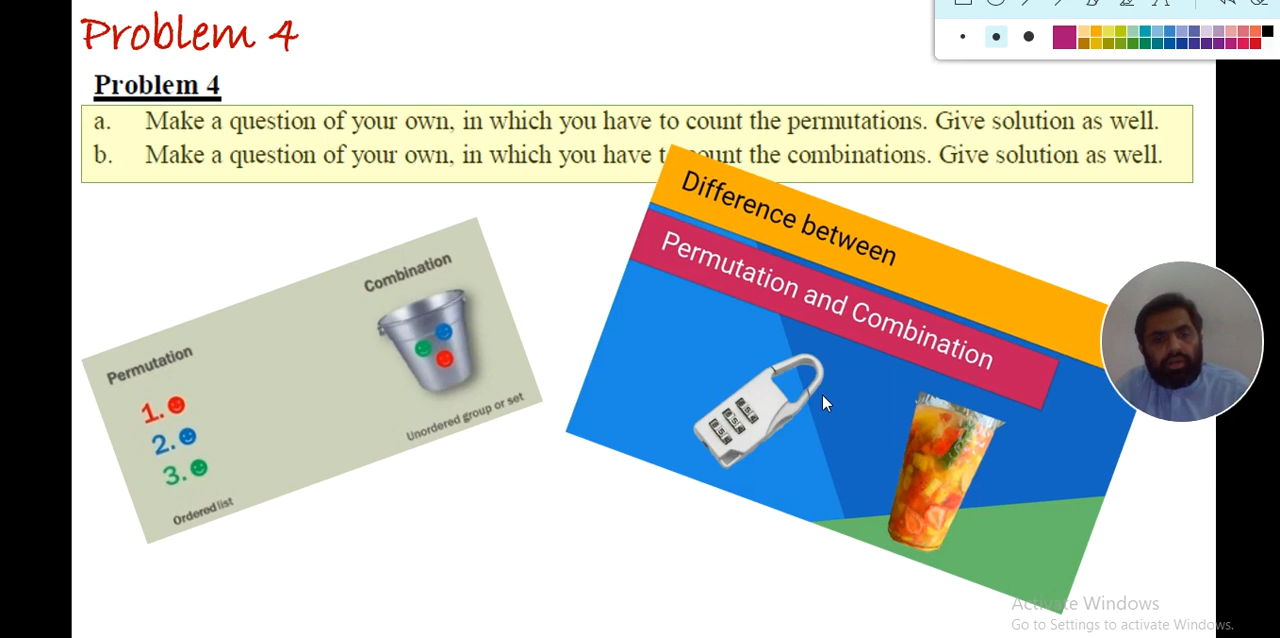 Problem 4
Problem 4
a. Make a question of your own, in which you have to count the permutations. Give solution as well.
b. Make a question of your own, in which you have t ount the combinations. Give solution as well.
Difference between
Permutation and Combination
Combination
Unordered group or set
Permutation
1.
2.
3.
Ordered list
Activate Windows
Go to Settings to activate Windows.